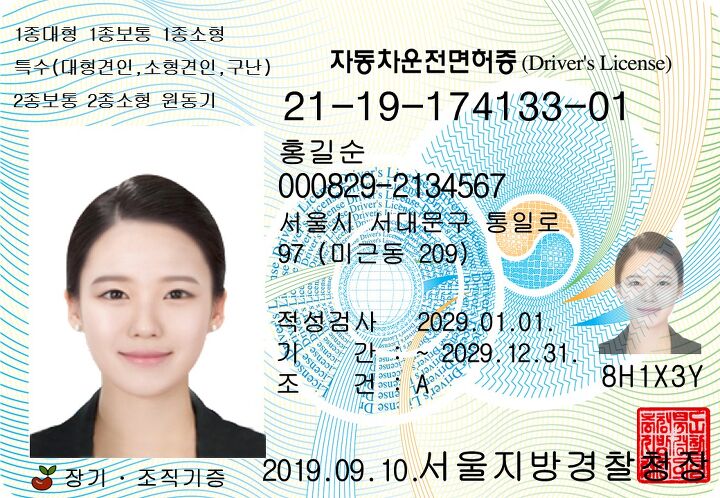 1종대형 1종보통 1종소형
특수(대형견인,소형견인,구난)
2종보통 2종소형 원동기
자동차운전면허증 (Driver's License)
21-19-174133-01
홍길순
000829-2134567
서울시 서대문구 통일로
97 (미근동 209)
적성검사 2029.01.01.
기 간 : ~ 2029.12.31.
조 건 : A
8H1X3Y
장기·조직기증
2019.09.10.서울지방경찰청장